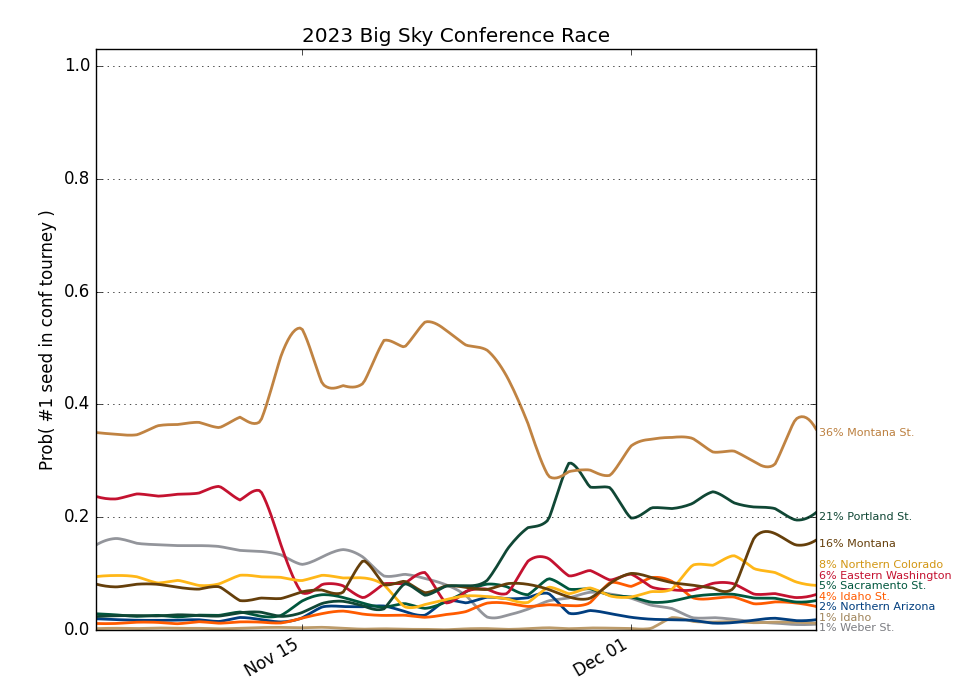 2023 Big Sky Conference Race
Prob( #1 seed in conf tourney )
1.0
0.8
0.6
0.4
0.2
0.0
Nov 15
Dec 01
36% Montana St.
21% Portland St.
16% Montana
8% Northern Colorado
6% Eastern Washington
5% Sacramento St.
4% Idaho St.
2% Northern Arizona
1% Idaho
1% Weber St.